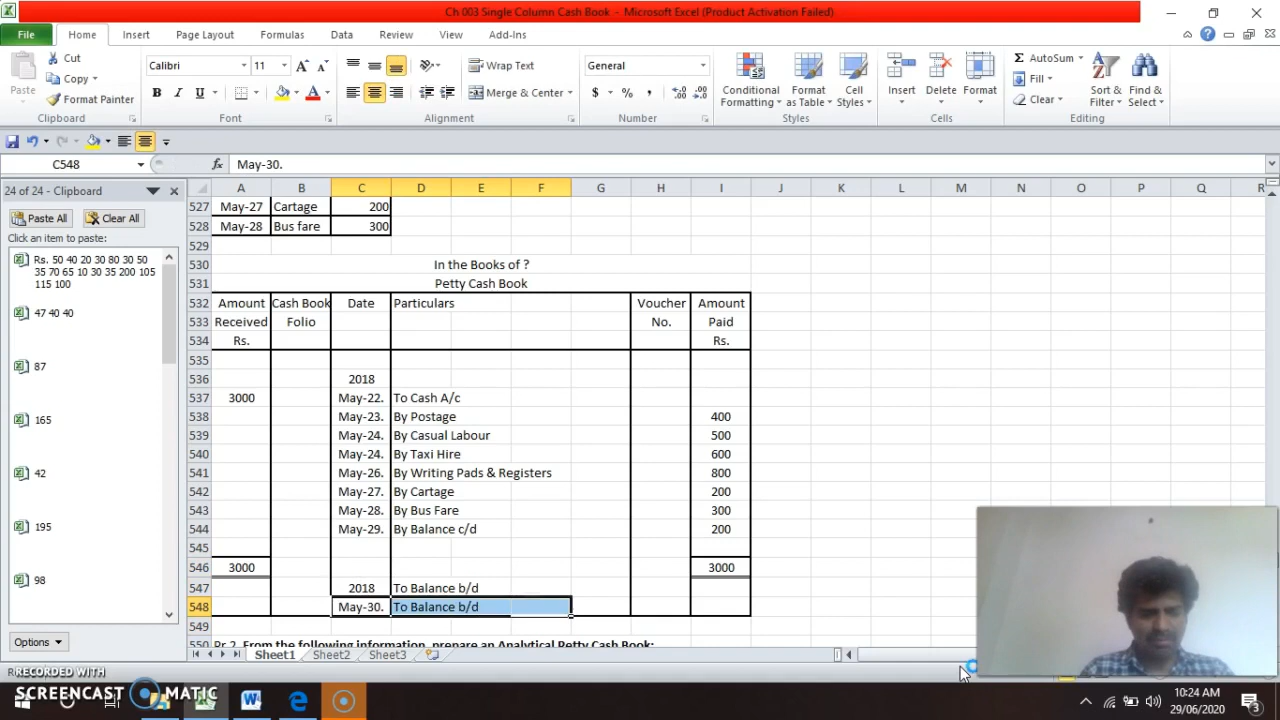 Ch 003 Single Column Cash Book - Microsoft Excel (Product Activation Failed)
File Home Insert Page Layout Formulas Data Review View Add-Ins
Cut
Copy
Format Painter
Paste
Clipboard
Calibri 11
B I U
Font
Wrap Text
Merge & Center
Alignment
General
$ % ,
Number
Conditional Formatting
Format as Table
Cell Styles
Styles
Insert Delete Format
Cells
AutoSum
Fill
Clear
Sort & Filter
Find & Select
Editing
C548 fx May-30.
24 of 24 - Clipboard
Paste All Clear All
Click an item to paste:
Rs. 50 40 20 30 80 30 50
35 70 65 10 30 35 200 105
115 100
47 40 40
87
165
42
195
98
Options
A B C D E F G H I J K L M N O P Q R
527 May-27 Cartage 200
528 May-28 Bus fare 300
529
530 In the Books of ?
531 Petty Cash Book
532 Amount Cash Book Date Particulars Voucher Amount
533 Received Folio No. Paid
534 Rs. Rs.
535
536 2018
537 3000 May-22. To Cash A/c
538 May-23. By Postage 400
539 May-24. By Casual Labour 500
540 May-24. By Taxi Hire 600
541 May-26. By Writing Pads & Registers 800
542 May-27. By Cartage 200
543 May-28. By Bus Fare 300
544 May-29. By Balance c/d 200
545
546 3000 3000
547 2018 To Balance b/d
548 May-30. To Balance b/d
549
550 Pr 2. From the following information, prepare an Analytical Petty Cash Book:
Sheet1 Sheet2 Sheet3
RECORDED WITH
SCREENCAST MATIC
10:24 AM
29/06/2020
3